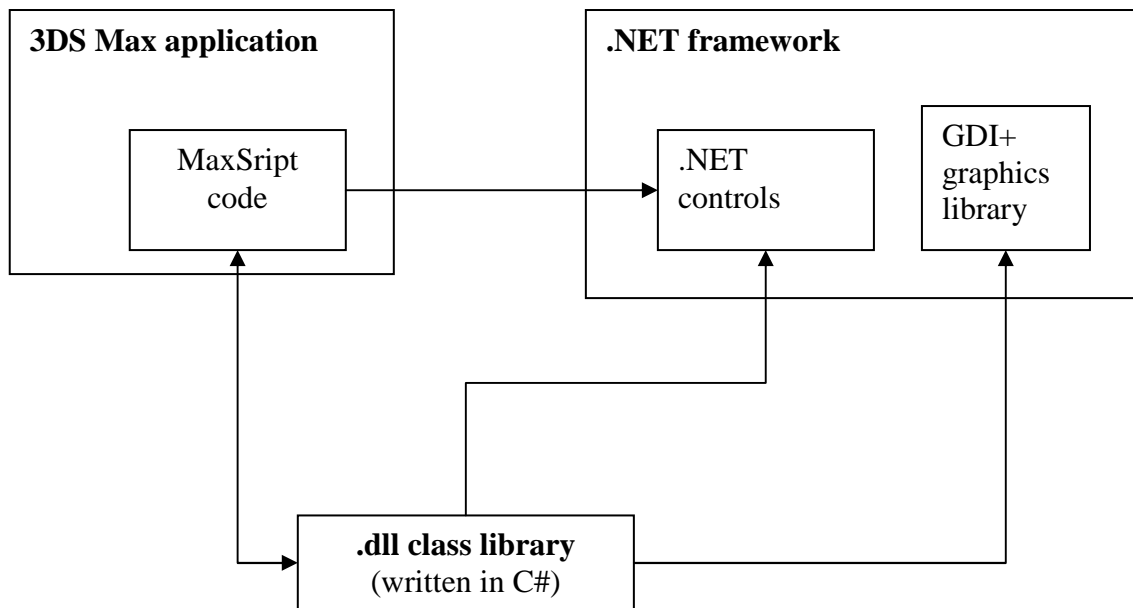 3DS Max application
.NET framework
MaxSript
code
.NET
controls
GDI+
graphics
library
.dll class library
(written in C#)